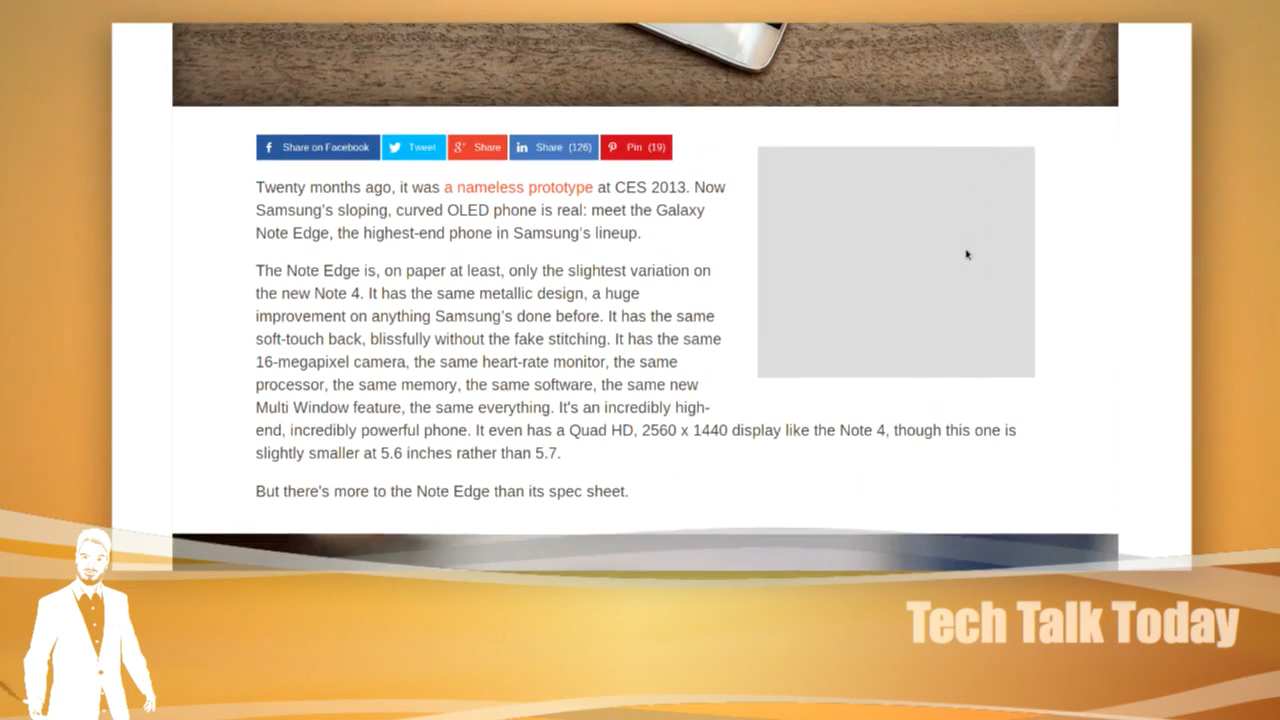 Share on Facebook Tweet Share Share (126) Pin (19)
Twenty months ago, it was a nameless prototype at CES 2013. Now
Samsung's sloping, curved OLED phone is real: meet the Galaxy
Note Edge, the highest-end phone in Samsung's lineup.
The Note Edge is, on paper at least, only the slightest variation on
the new Note 4. It has the same metallic design, a huge
improvement on anything Samsung's done before. It has the same
soft-touch back, blissfully without the fake stitching. It has the same
16-megapixel camera, the same heart-rate monitor, the same
processor, the same memory, the same software, the same new
Multi Window feature, the same everything. It's an incredibly high-
end, incredibly powerful phone. It even has a Quad HD, 2560 x 1440 display like the Note 4, though this one is
slightly smaller at 5.6 inches rather than 5.7.
But there's more to the Note Edge than its spec sheet.
Tech Talk Today